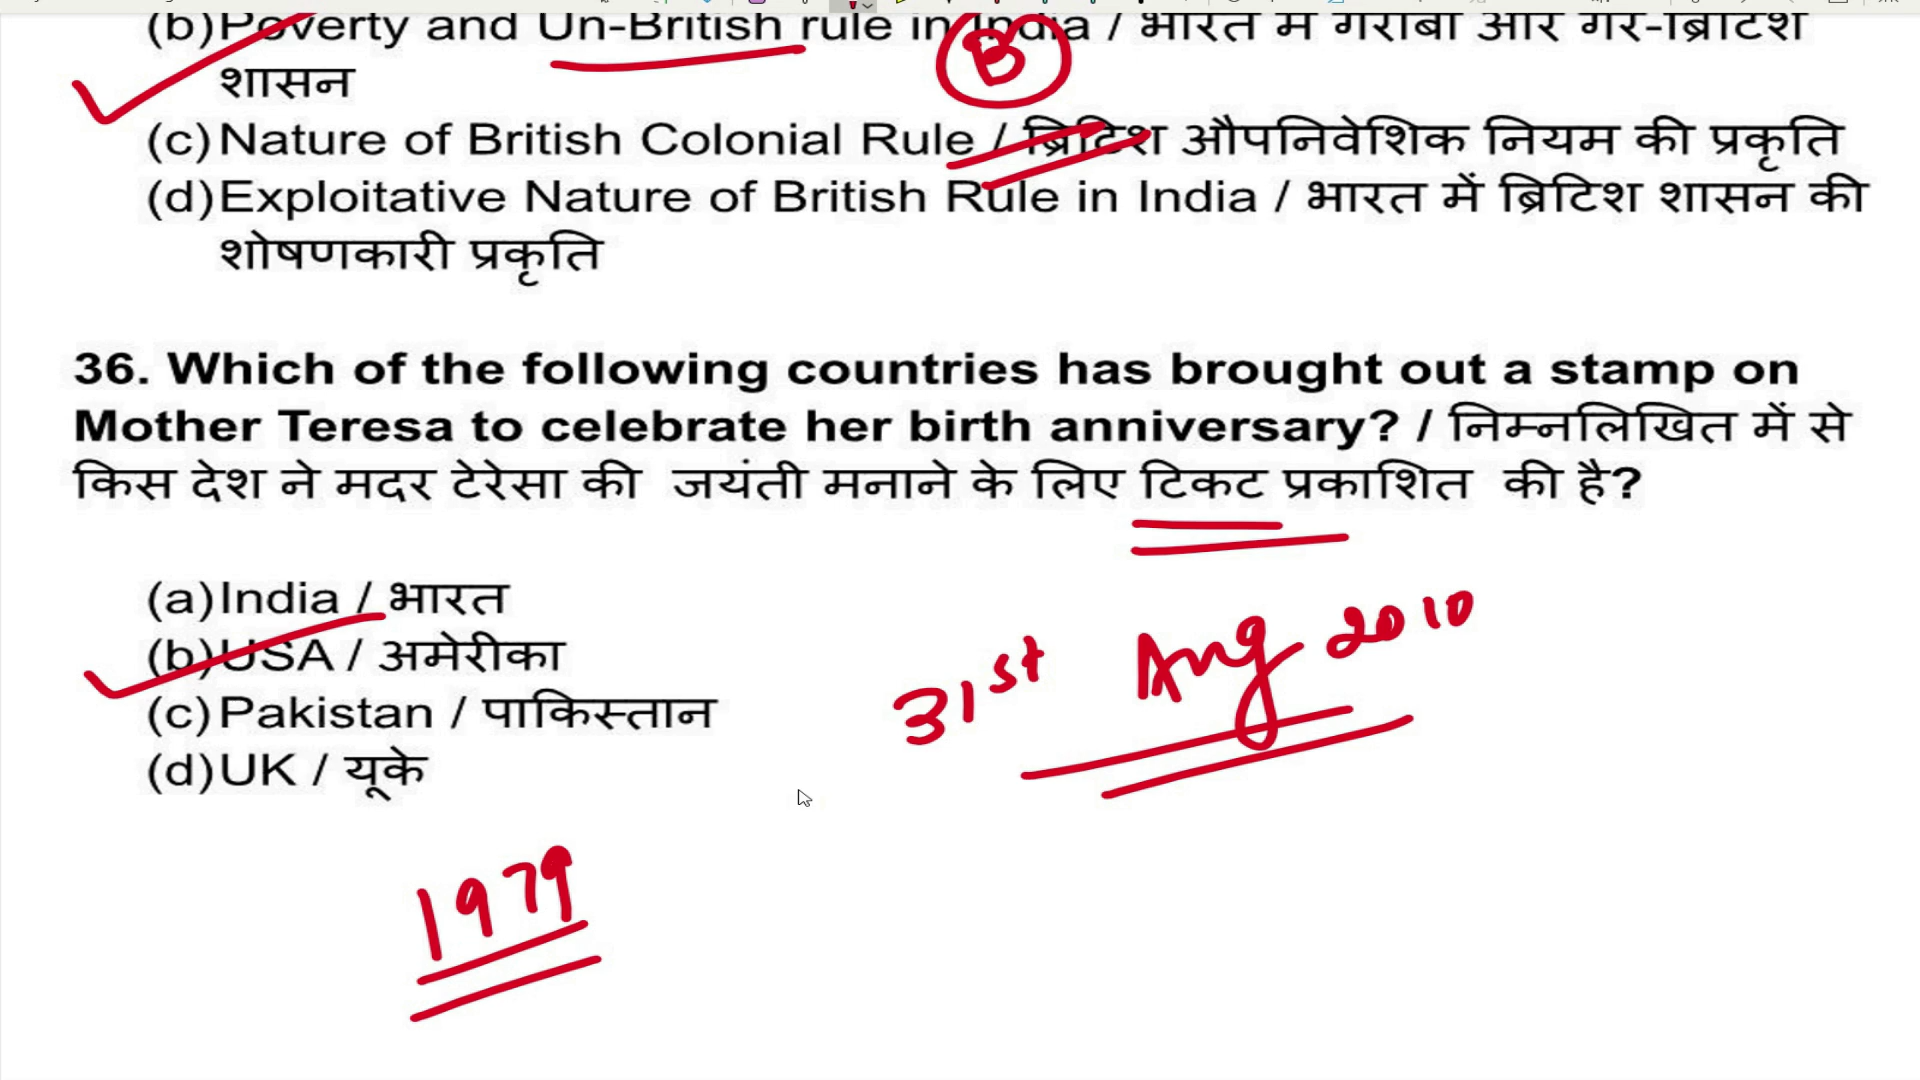 (b) Poverty and Un-British rule in India / भारत में गरीबी और गैर-ब्रिटिश
शासन
B
(c) Nature of British Colonial Rule / ब्रिटिश औपनिवेशिक नियम की प्रकृति
(d) Exploitative Nature of British Rule in India / भारत में ब्रिटिश शासन की
शोषणकारी प्रकृति
36. Which of the following countries has brought out a stamp on
Mother Teresa to celebrate her birth anniversary? / निम्नलिखित में से
किस देश ने मदर टेरेसा की जयंती मनाने के लिए टिकट प्रकाशित की है?
(a) India / भारत
(b) USA / अमेरीका
(c) Pakistan / पाकिस्तान
(d) UK / यूके
31st Aug 2010
1979